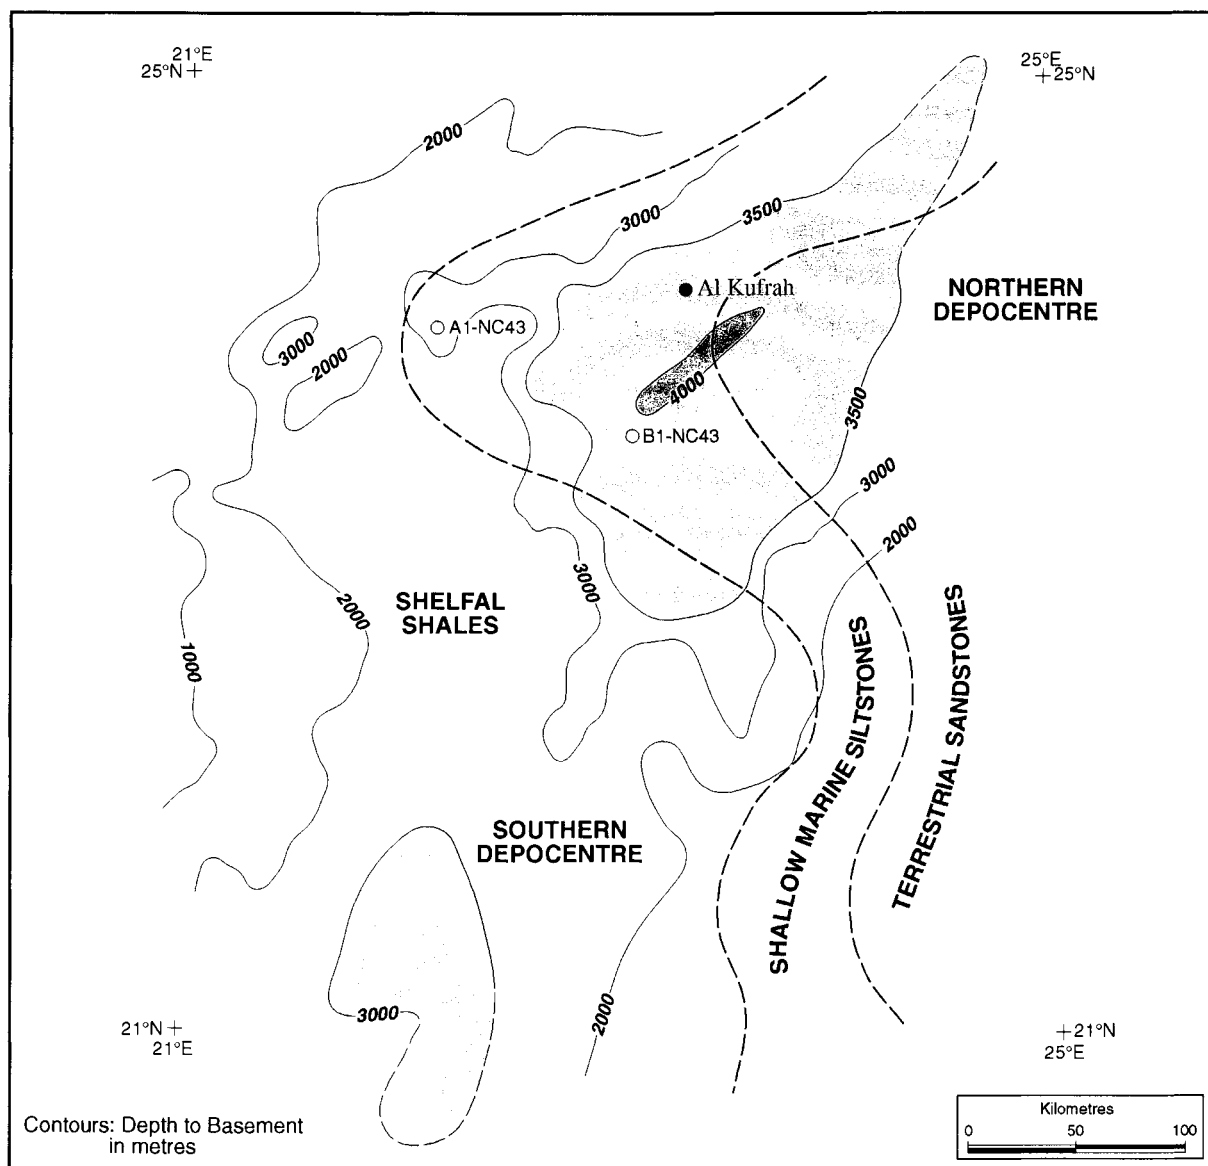 21°E
25°N
25°E
25°N
2000
3000
3500
Al Kufrah
NORTHERN
DEPOCENTRE
A1-NC43
3000
2000
4000
3500
B1-NC43
3000
2000
3000
SHELFAL
SHALES
2000
1000
SHALLOW MARINE SILTSTONES
TERRESTRIAL SANDSTONES
SOUTHERN
DEPOCENTRE
3000
2000
21°N
21°E
21°N
25°E
Contours: Depth to Basement
in metres
Kilometres
0 50 100